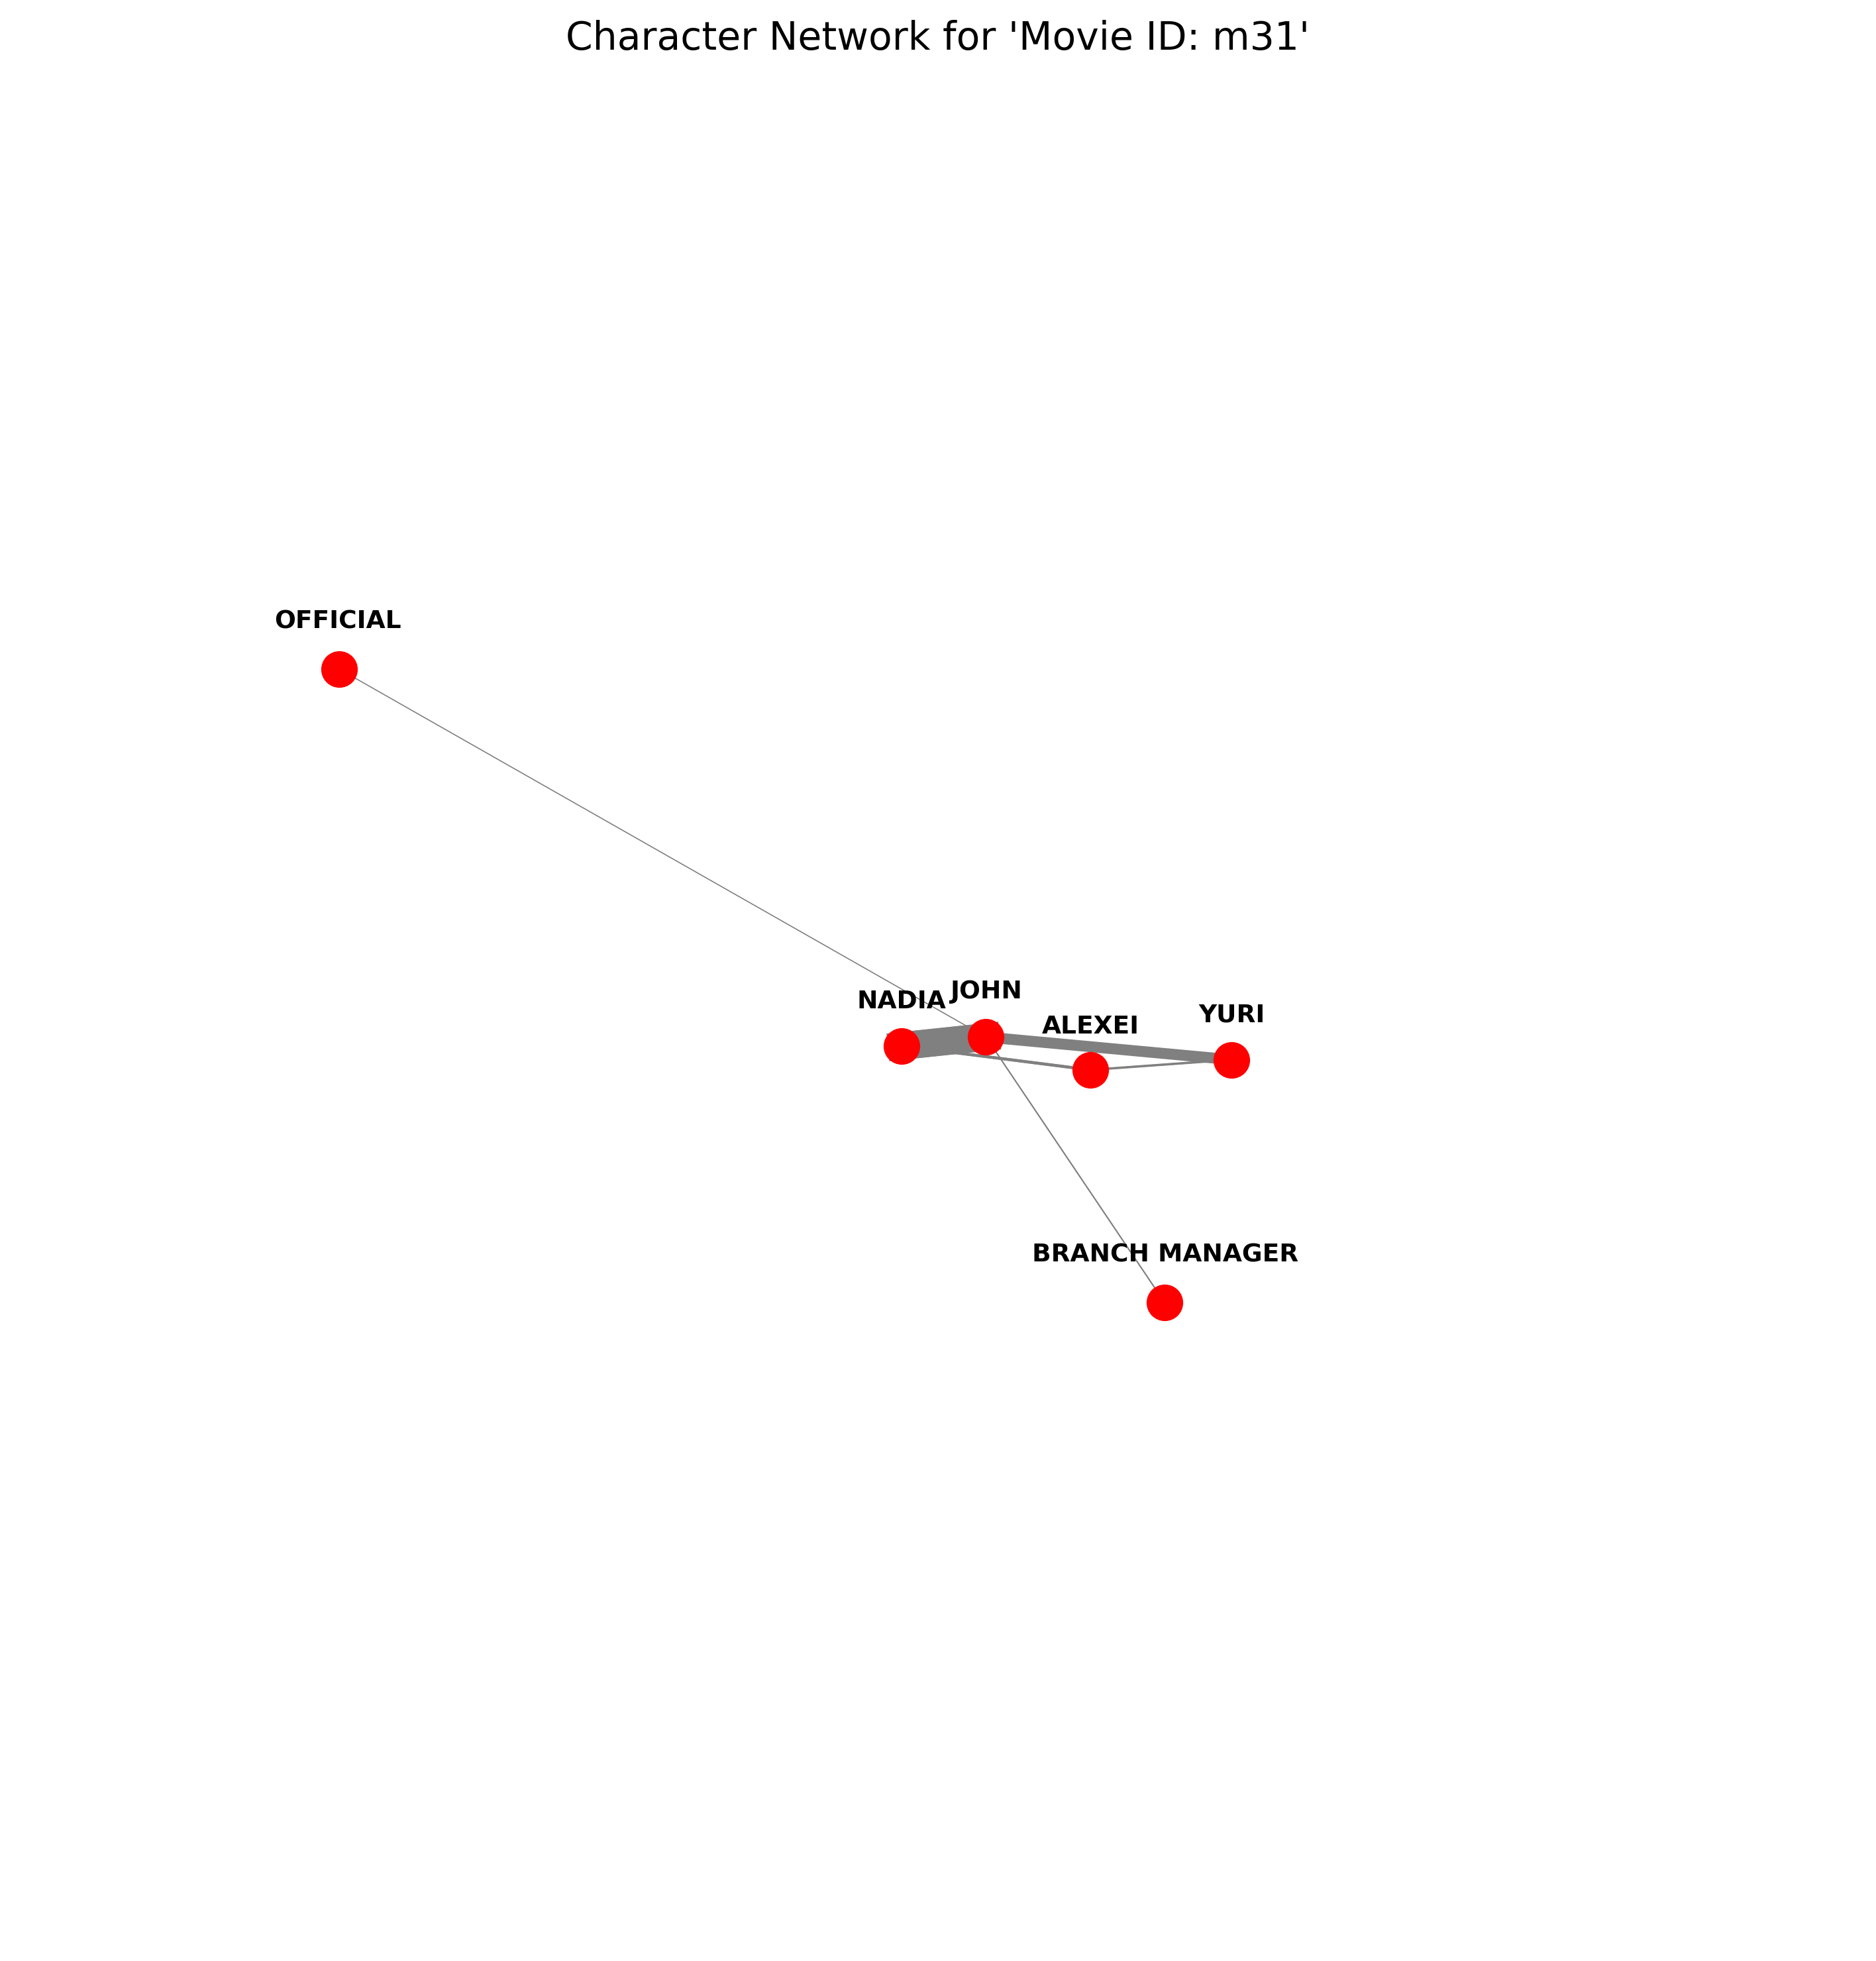 Character Network for 'Movie ID: m31'
OFFICIAL
JOHN
NADIA
YURI
ALEXEI
BRANCH MANAGER